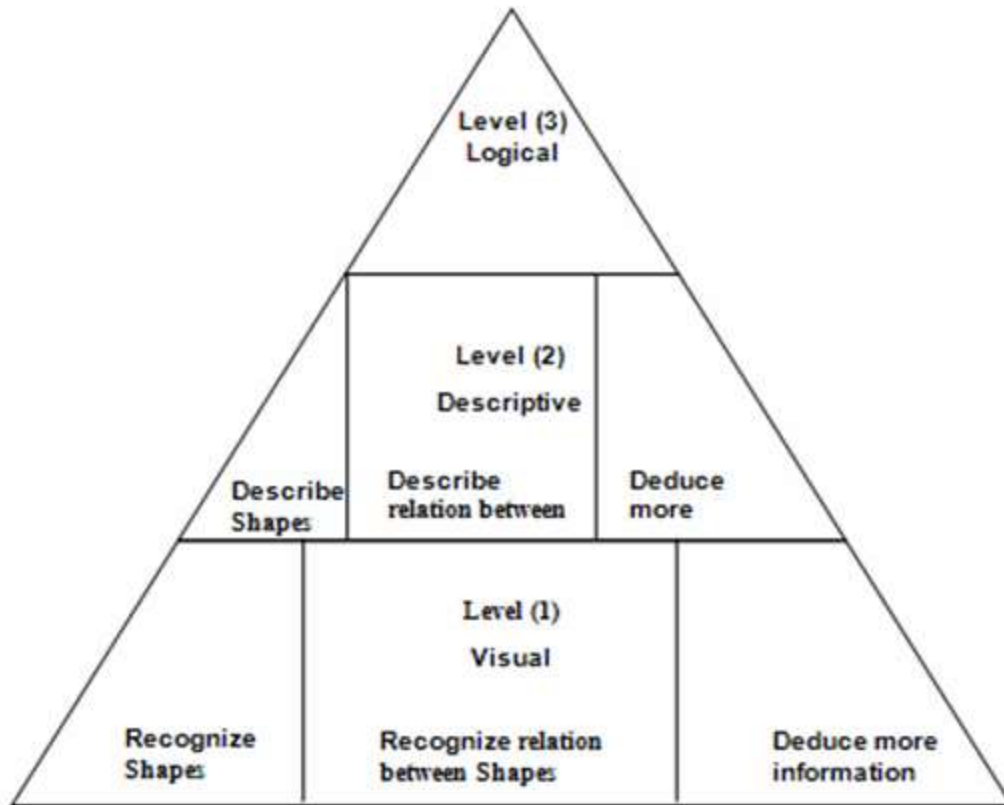 Level (3)
Logical
Level (2)
Descriptive
Describe
Shapes
Describe
relation between
Deduce
more
Level (1)
Visual
Recognize
Shapes
Recognize relation
between Shapes
Deduce more
information